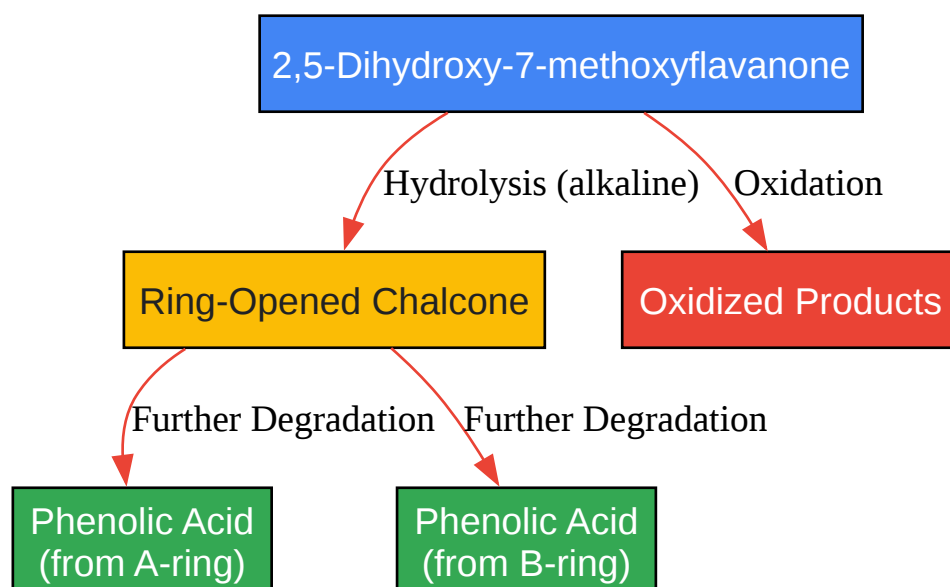 2,5-Dihydroxy-7-methoxyflavanone
Hydrolysis (alkaline)
Oxidation
Ring-Opened Chalcone
Oxidized Products
Further Degradation
Further Degradation
Phenolic Acid
(from A-ring)
Phenolic Acid
(from B-ring)